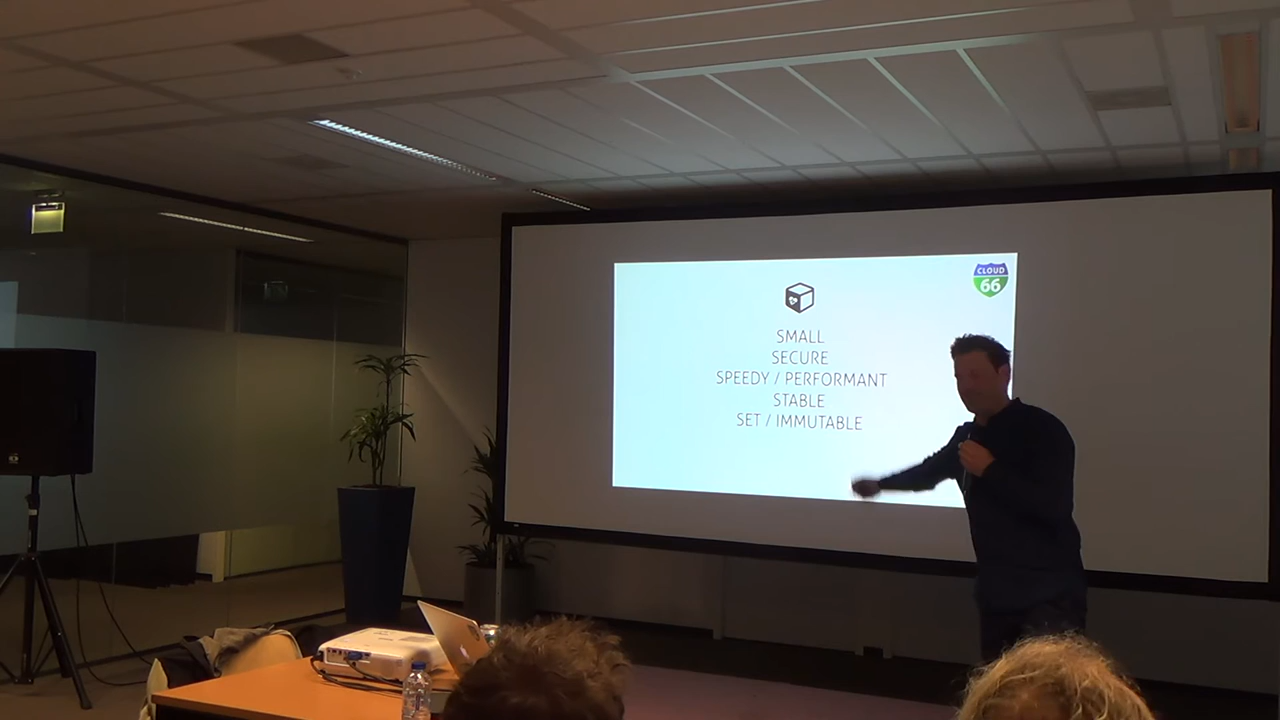 CLOUD
66
SMALL
SECURE
SPEEDY / PERFORMANT
STABLE
SET / IMMUTABLE